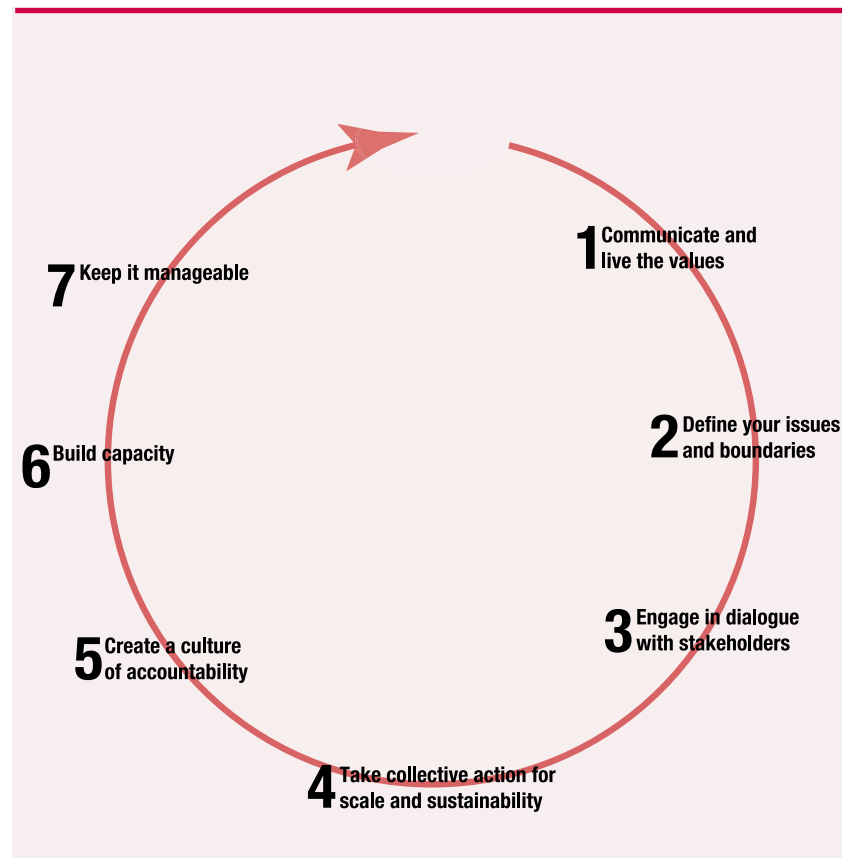 1 Communicate and
live the values
2 Define your issues
and boundaries
3 Engage in dialogue
with stakeholders
4 Take collective action for
scale and sustainability
5 Create a culture
of accountability
6 Build capacity
7 Keep it manageable